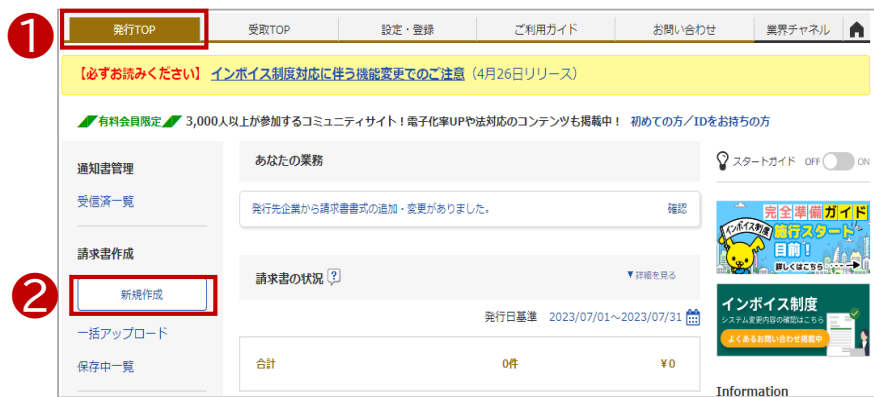 1
発行TOP 受取TOP 設定・登録 ご利用ガイド お問い合わせ 業界チャネル
【必ずお読みください】 インボイス制度対応に伴う機能変更でのご注意 (4月26日リリース)
有料会員限定 3,000人以上が参加するコミュニティサイト！電子化率UPや法対応のコンテンツも掲載中！ 初めての方／IDをお持ちの方
通知書管理
受信済一覧
請求書作成
2
新規作成
一括アップロード
保存中一覧
あなたの業務
発行先企業から請求書書式の追加・変更がありました。 確認
請求書の状況 ? ▼詳細を見る
発行日基準 2023/07/01～2023/07/31
合計 0件 ¥0
スタートガイド OFF ON
完全準備ガイド
インボイス制度
施行スタート
目前！
詳しくはこちら
インボイス制度
システム変更内容の確認はこちら
よくあるお問い合わせ掲載中
Information